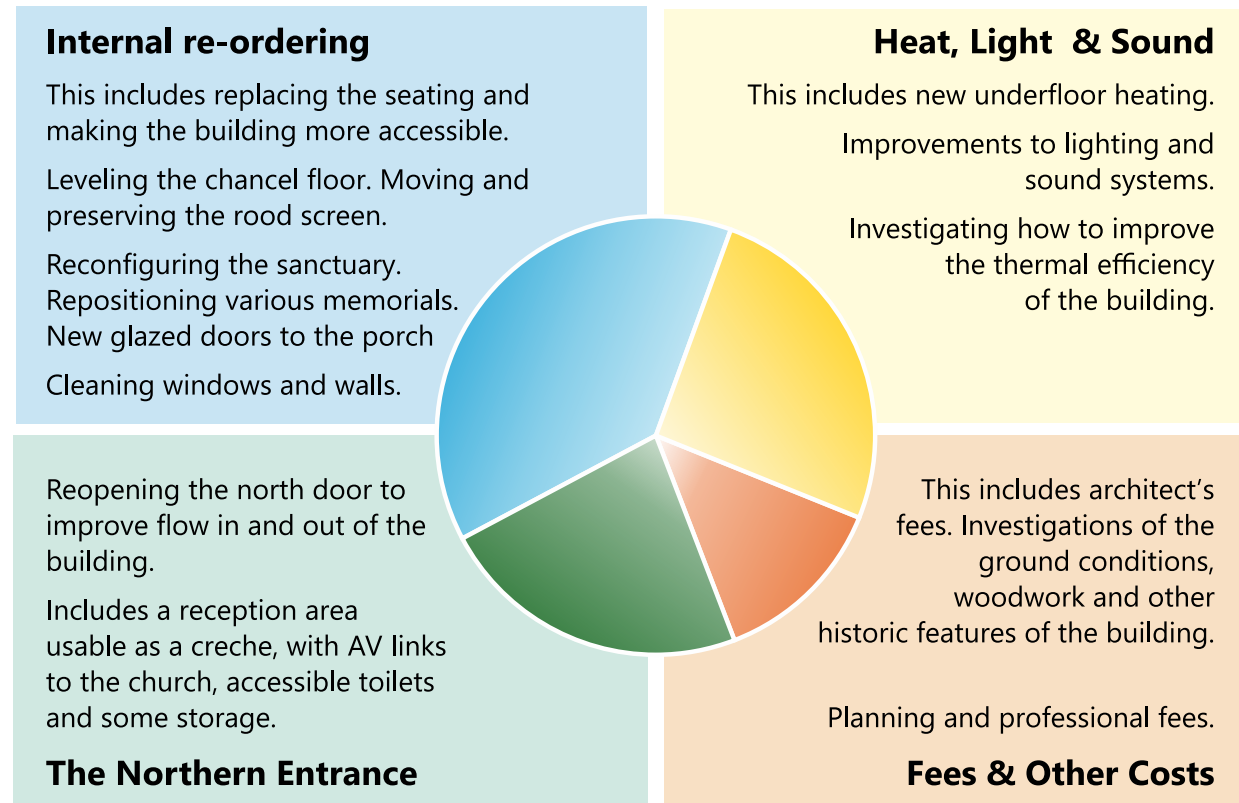 Internal re-ordering
This includes replacing the seating and
making the building more accessible.
Leveling the chancel floor. Moving and
preserving the rood screen.
Reconfiguring the sanctuary.
Repositioning various memorials.
New glazed doors to the porch
Cleaning windows and walls.
Heat, Light & Sound
This includes new underfloor heating.
Improvements to lighting and
sound systems.
Investigating how to improve
the thermal efficiency
of the building.
Reopening the north door to
improve flow in and out of the
building.
Includes a reception area
usable as a creche, with AV links
to the church, accessible toilets
and some storage.
The Northern Entrance
This includes architect's
fees. Investigations of the
ground conditions,
woodwork and other
historic features of the building.
Planning and professional fees.
Fees & Other Costs